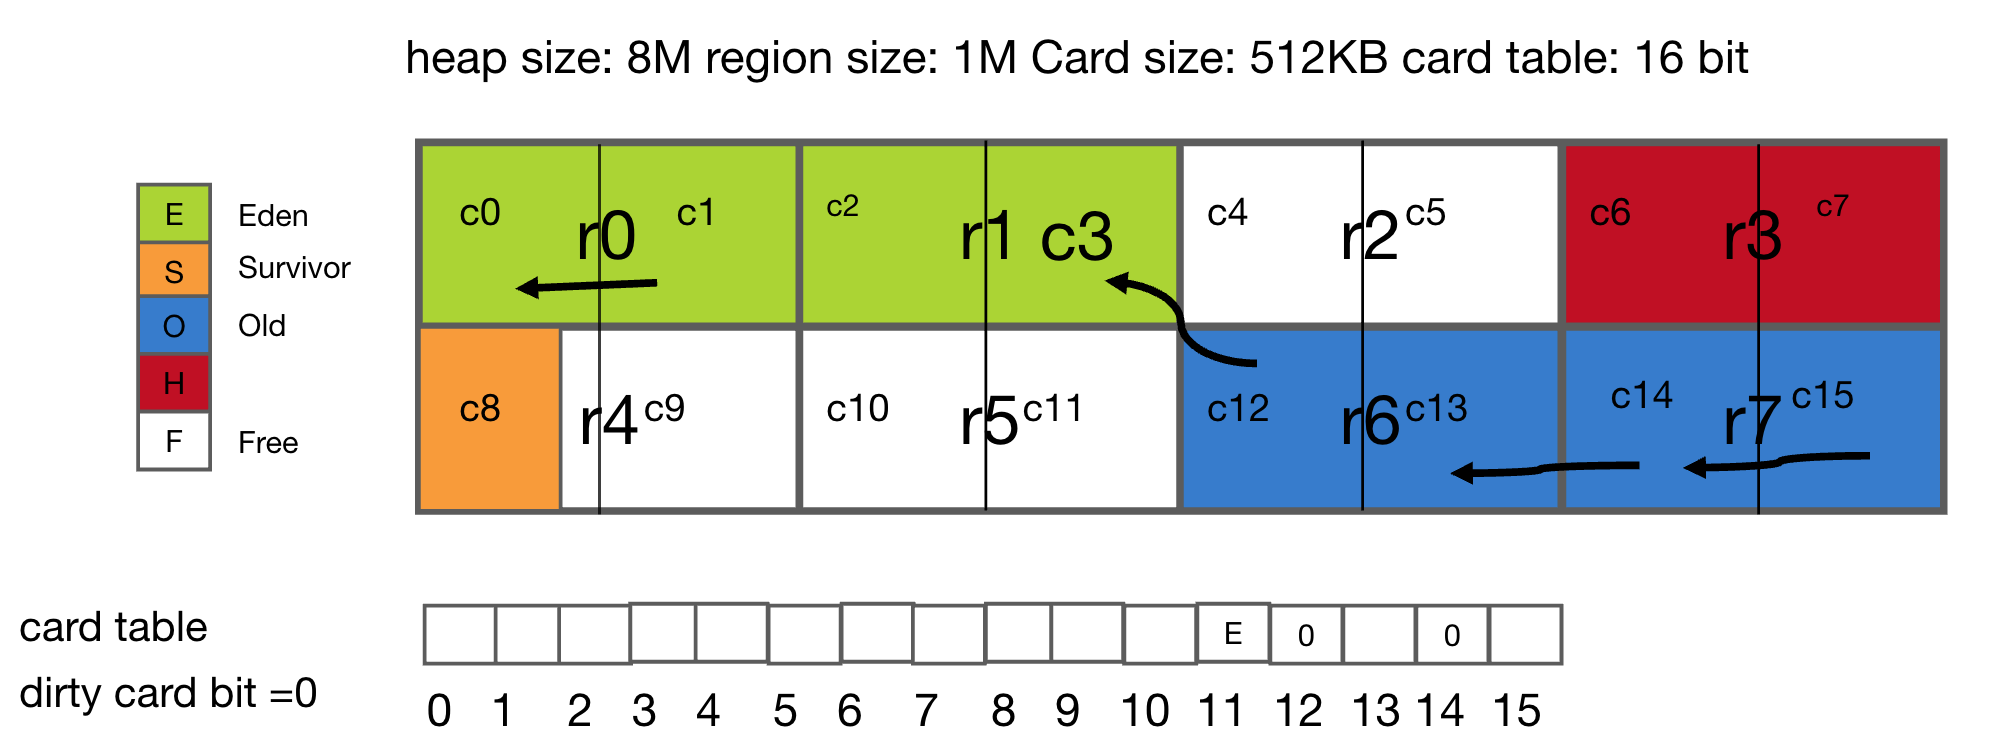 heap size: 8M region size: 1M Card size: 512KB card table: 16 bit
E Eden
S Survivor
O Old
H
F Free
c0 r0 c1 c2 r1 c3 c4 r2 c5 c6 r3 c7
c8 r4 c9 c10 r5 c11 c12 r6 c13 c14 r7 c15
card table E 0 0
dirty card bit =0 0 1 2 3 4 5 6 7 8 9 10 11 12 13 14 15